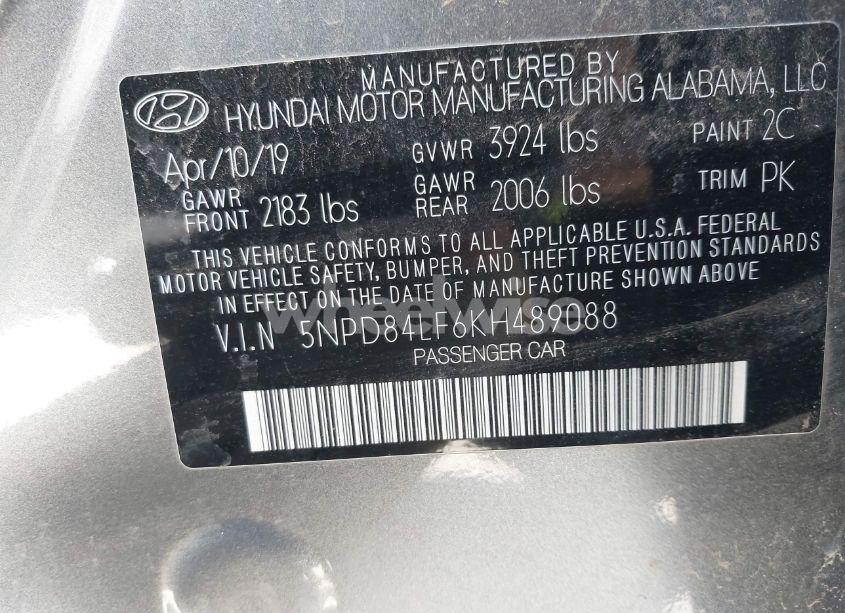 MANUFACTURED BY
HYUNDAI MOTOR MANUFACTURING ALABAMA, LLC
Apr/10/19 GVWR 3924 lbs PAINT 2C
GAWR FRONT 2183 lbs GAWR REAR 2006 lbs TRIM PK
THIS VEHICLE CONFORMS TO ALL APPLICABLE U.S.A. FEDERAL
MOTOR VEHICLE SAFETY, BUMPER, AND THEFT PREVENTION STANDARDS
IN EFFECT ON THE DATE OF MANUFACTURE SHOWN ABOVE
wheelwise
V.I.N 5NPD84LF6KH489088
PASSENGER CAR